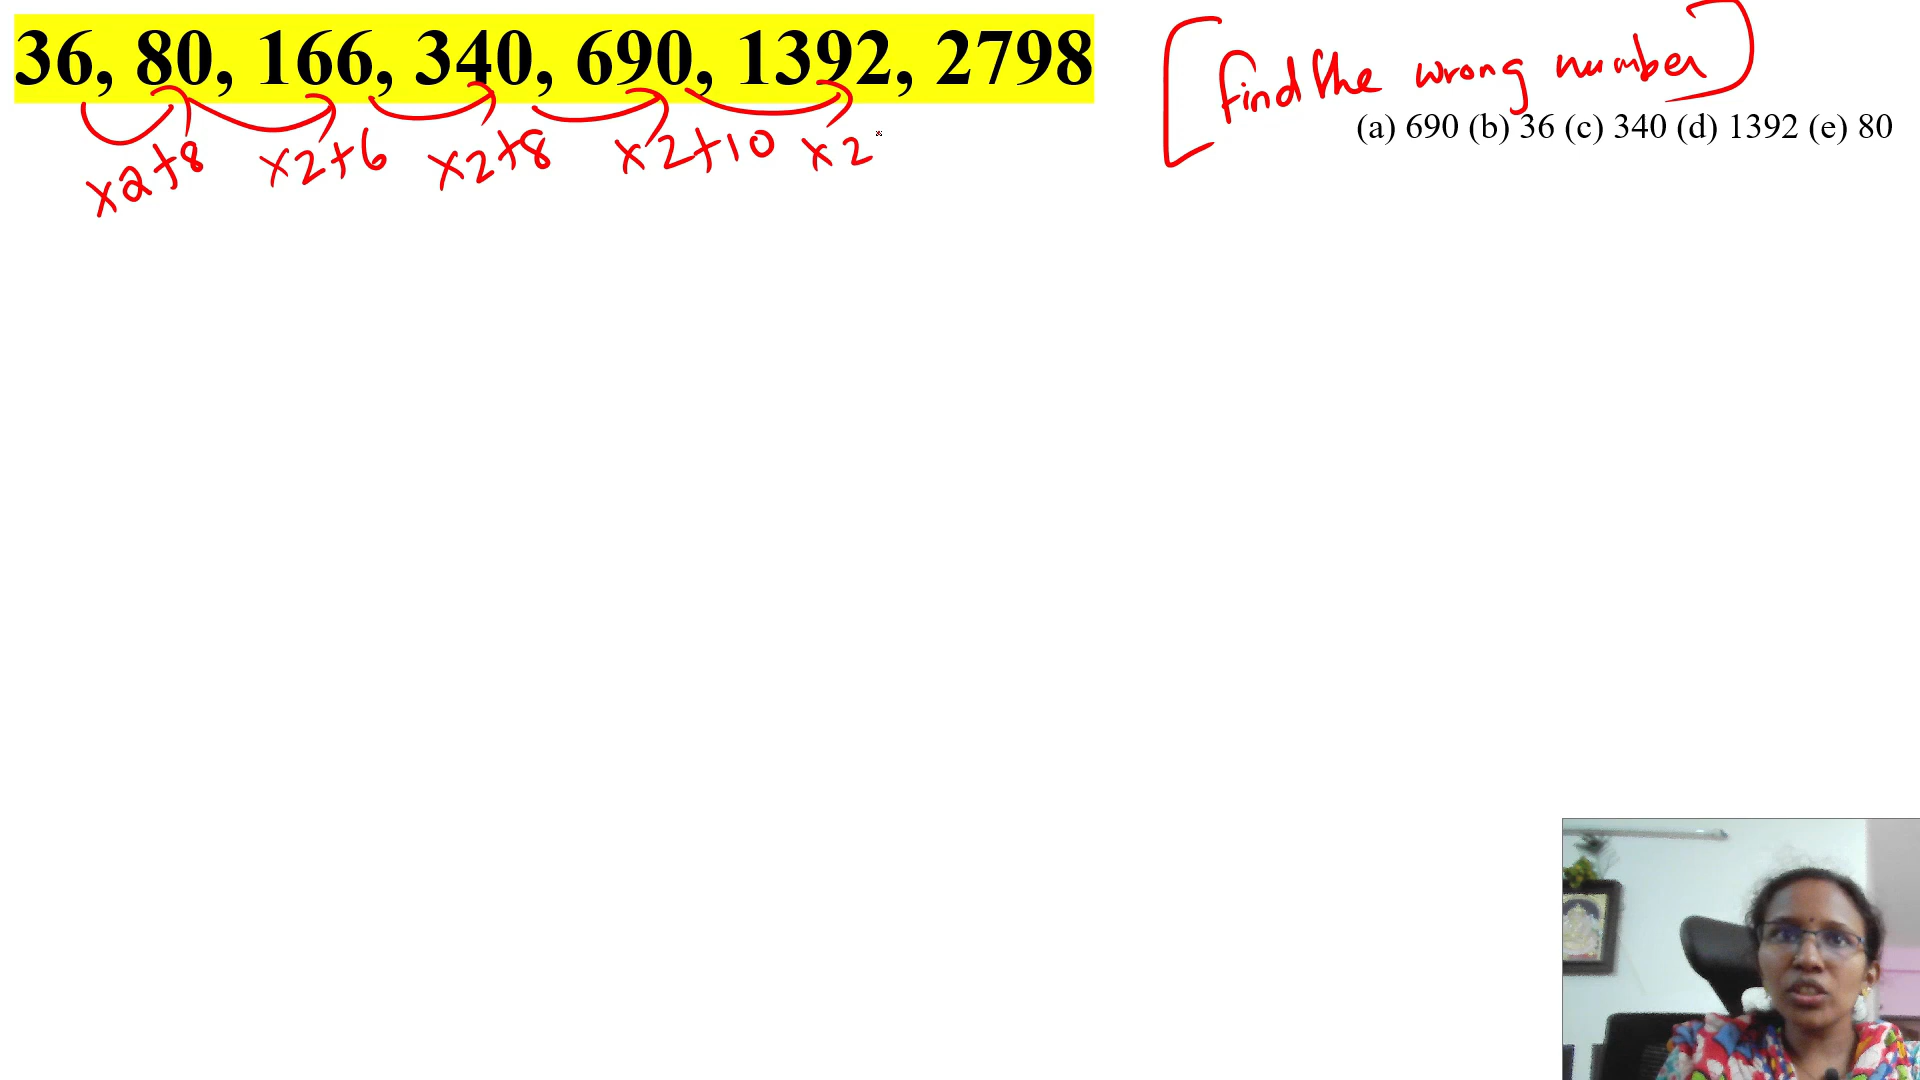 36, 80, 166, 340, 690, 1392, 2798
[find the wrong number]
(a) 690 (b) 36 (c) 340 (d) 1392 (e) 80
x2+8 x2+6 x2+8 x2+10 x2